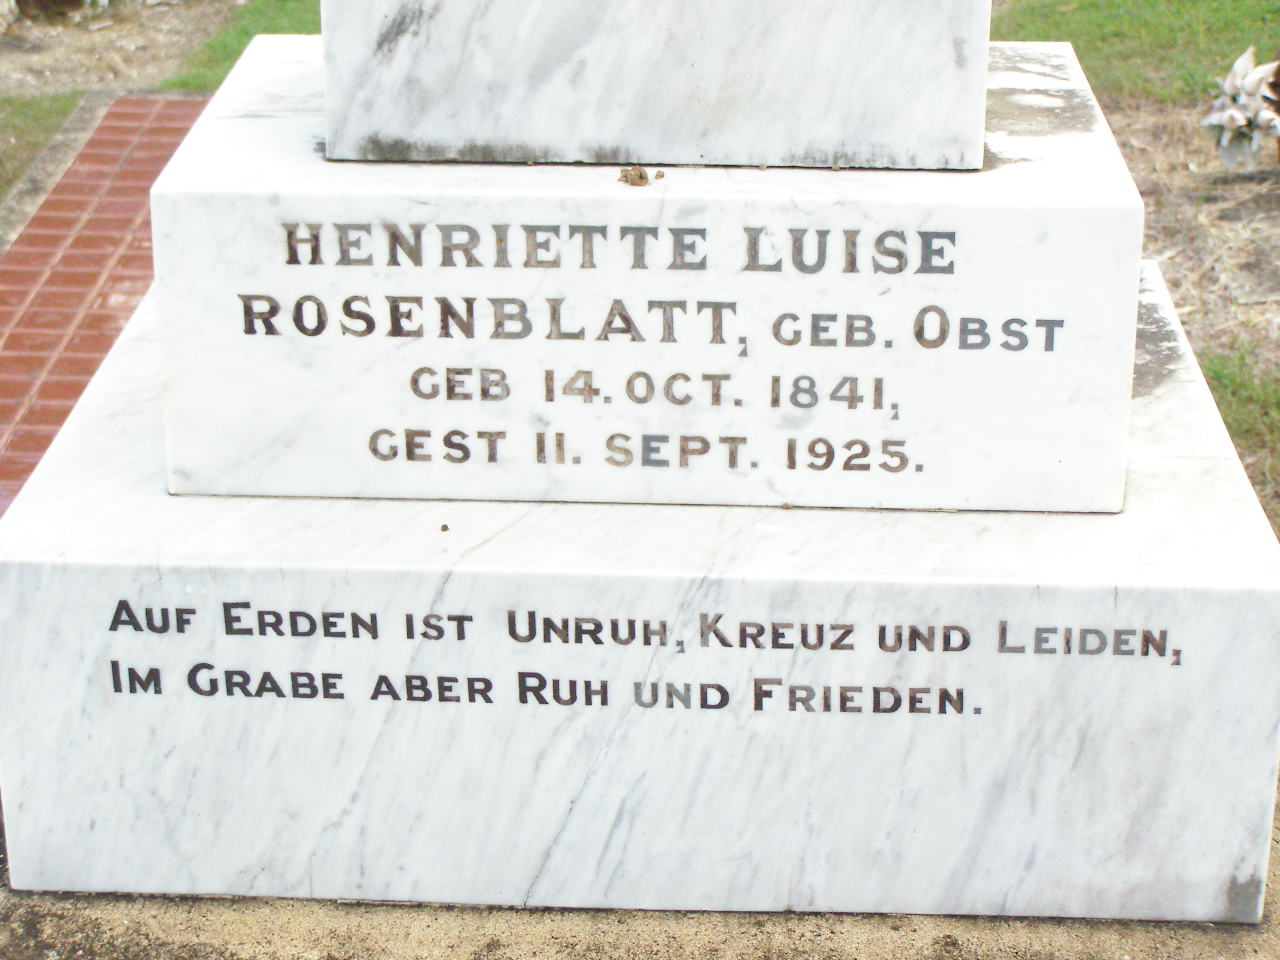 HENRIETTE LUISE
ROSENBLATT, GEB. OBST
GEB 14. OCT. 1841,
GEST 11. SEPT. 1925.
AUF ERDEN IST UNRUH, KREUZ UND LEIDEN,
IM GRABE ABER RUH UND FRIEDEN.